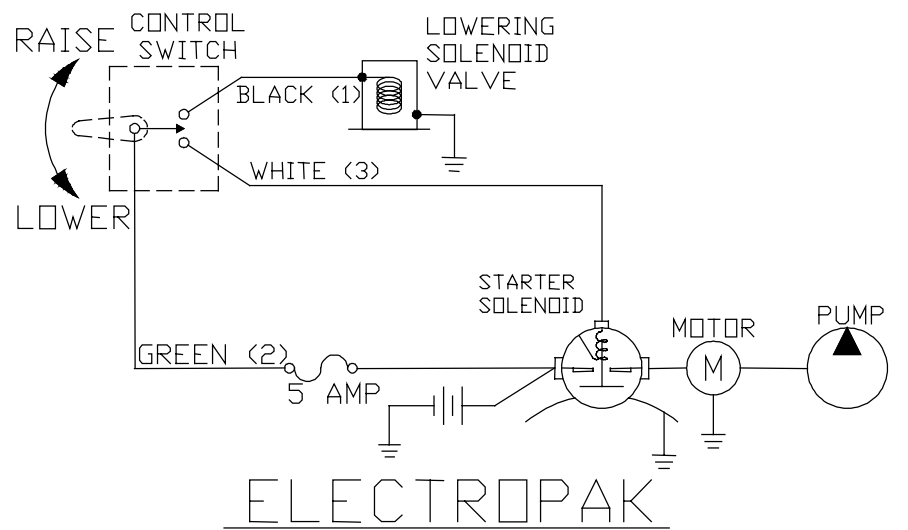 RAISE
CONTROL
SWITCH
LOWERING
SOLENOID
VALVE
BLACK (1)
WHITE (3)
LOWER
STARTER
SOLENOID
MOTOR
PUMP
GREEN (2)
M
5 AMP
ELECTROPAK